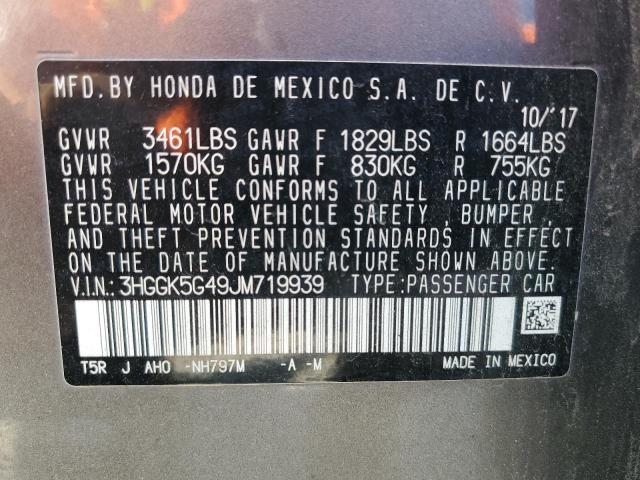 MFD. BY HONDA DE MEXICO S.A. DE C.V.
10/'17
GVWR 3461LBS GAWR F 1829LBS R 1664LBS
GVWR 1570KG GAWR F 830KG R 755KG
THIS VEHICLE CONFORMS TO ALL APPLICABLE
FEDERAL MOTOR VEHICLE SAFETY , BUMPER ,
AND THEFT PREVENTION STANDARDS IN EFFECT
ON THE DATE OF MANUFACTURE SHOWN ABOVE.
V.I.N.: 3HGGK5G49JM719939 TYPE:PASSENGER CAR
T5R J AHO -NH797M -A -M MADE IN MEXICO